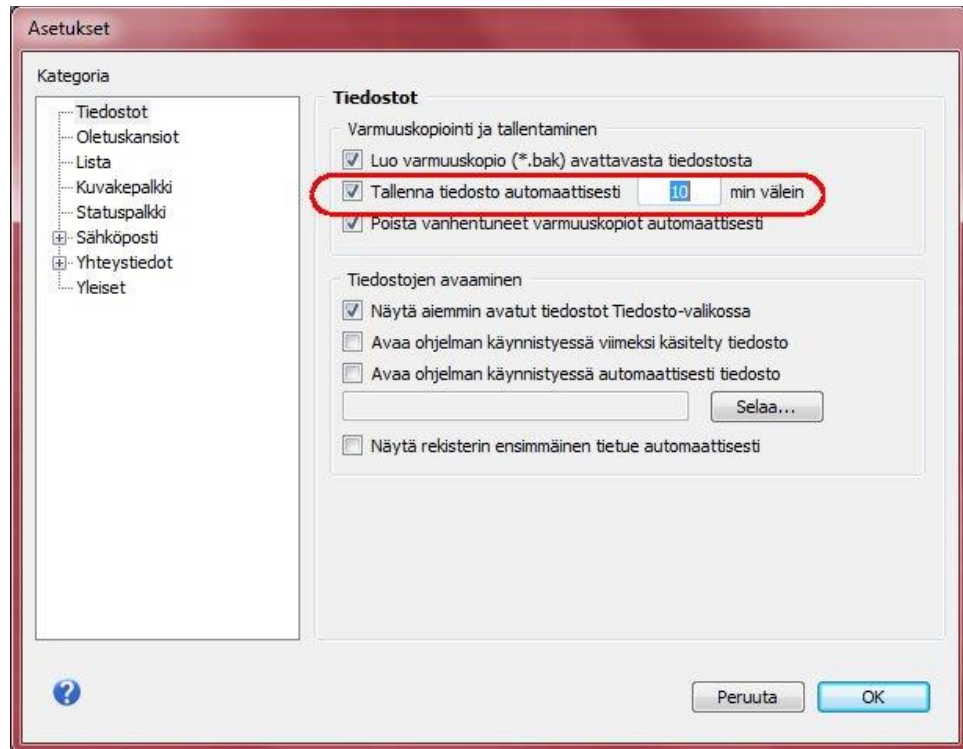 Asetukset
Kategoria
Tiedostot
Oletuskansiot
Lista
Kuvakepalkki
Statuspalkki
Sähköposti
Yhteystiedot
Yleiset
Tiedostot
Varmuuskopiointi ja tallentaminen
Luo varmuuskopio (*.bak) avattavasta tiedostosta
Tallenna tiedosto automaattisesti 10 min välein
Poista vanhentuneet varmuuskopiot automaattisesti
Tiedostojen avaaminen
Näytä aiemmin avatut tiedostot Tiedosto-valikossa
Avaa ohjelman käynnistyessä viimeksi käsitelty tiedosto
Avaa ohjelman käynnistyessä automaattisesti tiedosto
Selaa...
Näytä rekisterin ensimmäinen tietue automaattisesti
? Peruuta OK